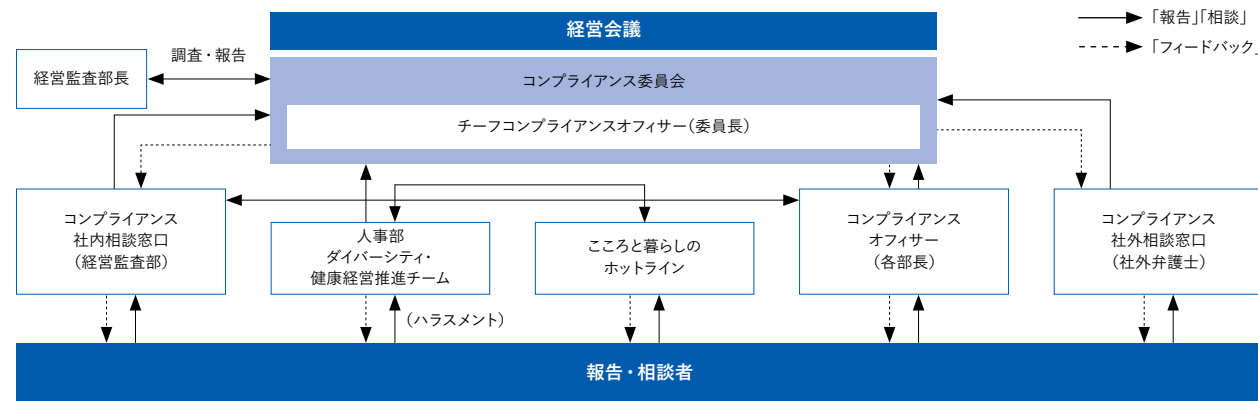 経営会議
「報告」「相談」
「フィードバック」
経営監査部長
調査・報告
コンプライアンス委員会
チーフコンプライアンスオフィサー(委員長)
コンプライアンス
社内相談窓口
(経営監査部)
人事部
ダイバーシティ・
健康経営推進チーム
こころと暮らしの
ホットライン
コンプライアンス
オフィサー
(各部長)
コンプライアンス
社外相談窓口
(社外弁護士)
(ハラスメント)
報告・相談者